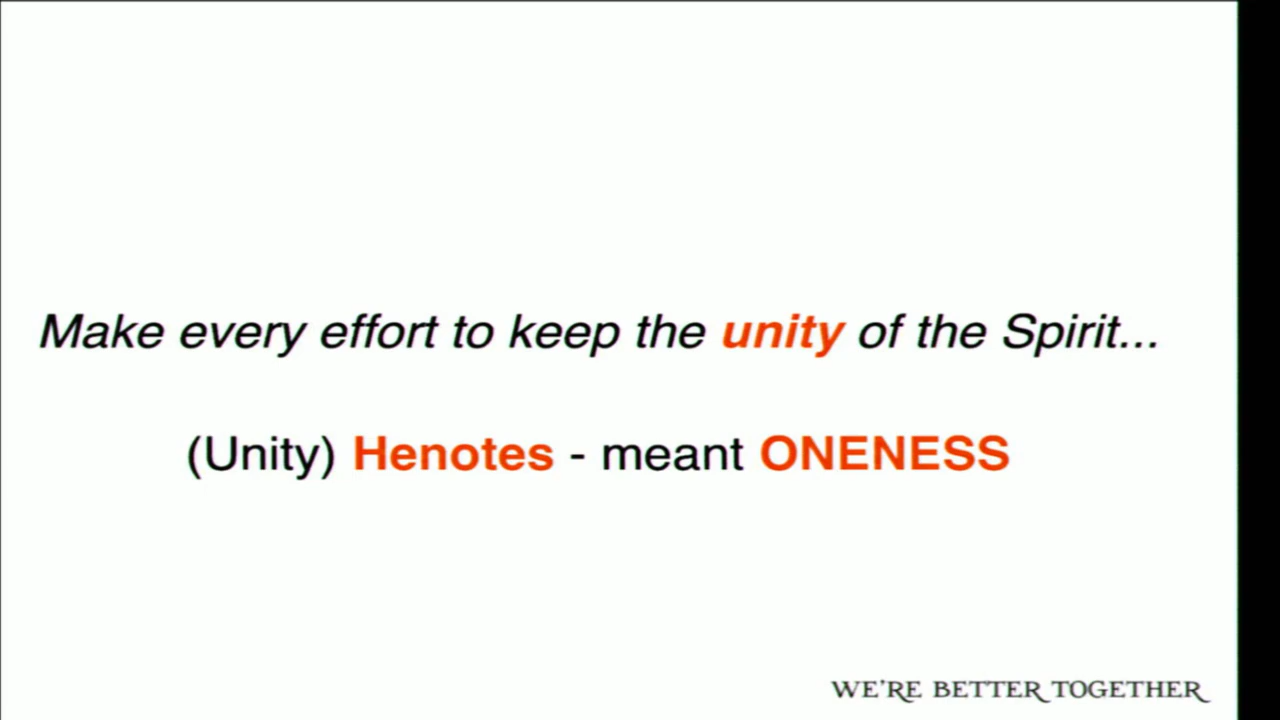 Make every effort to keep the unity of the Spirit...
(Unity) Henotes - meant ONENESS
WE'RE BETTER TOGETHER